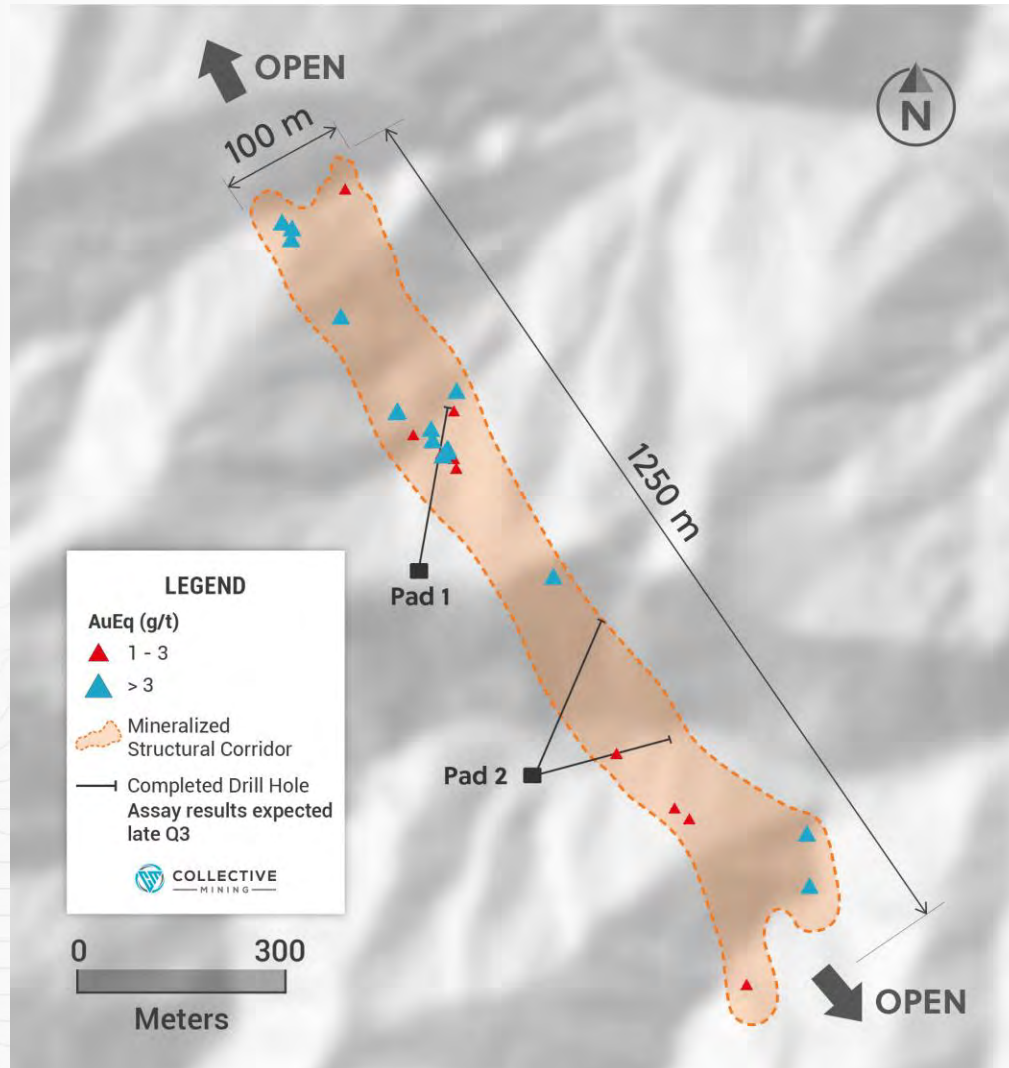 OPEN
100 m
N
1250 m
Pad 1
Pad 2
LEGEND
AuEq (g/t)
1 - 3
> 3
Mineralized
Structural Corridor
Completed Drill Hole
Assay results expected
late Q3
COLLECTIVE
MINING
0 300
Meters
OPEN